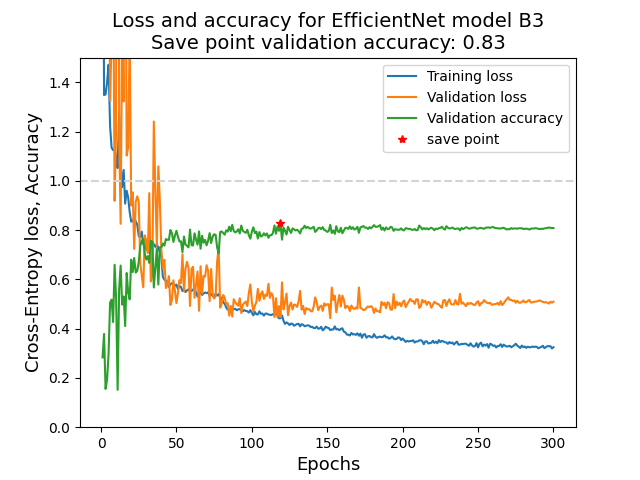 Loss and accuracy for EfficientNet model B3
Save point validation accuracy: 0.83
Training loss
Validation loss
Validation accuracy
save point
Cross-Entropy loss, Accuracy
1.4
1.2
1.0
0.8
0.6
0.4
0.2
0.0
0 50 100 150 200 250 300
Epochs